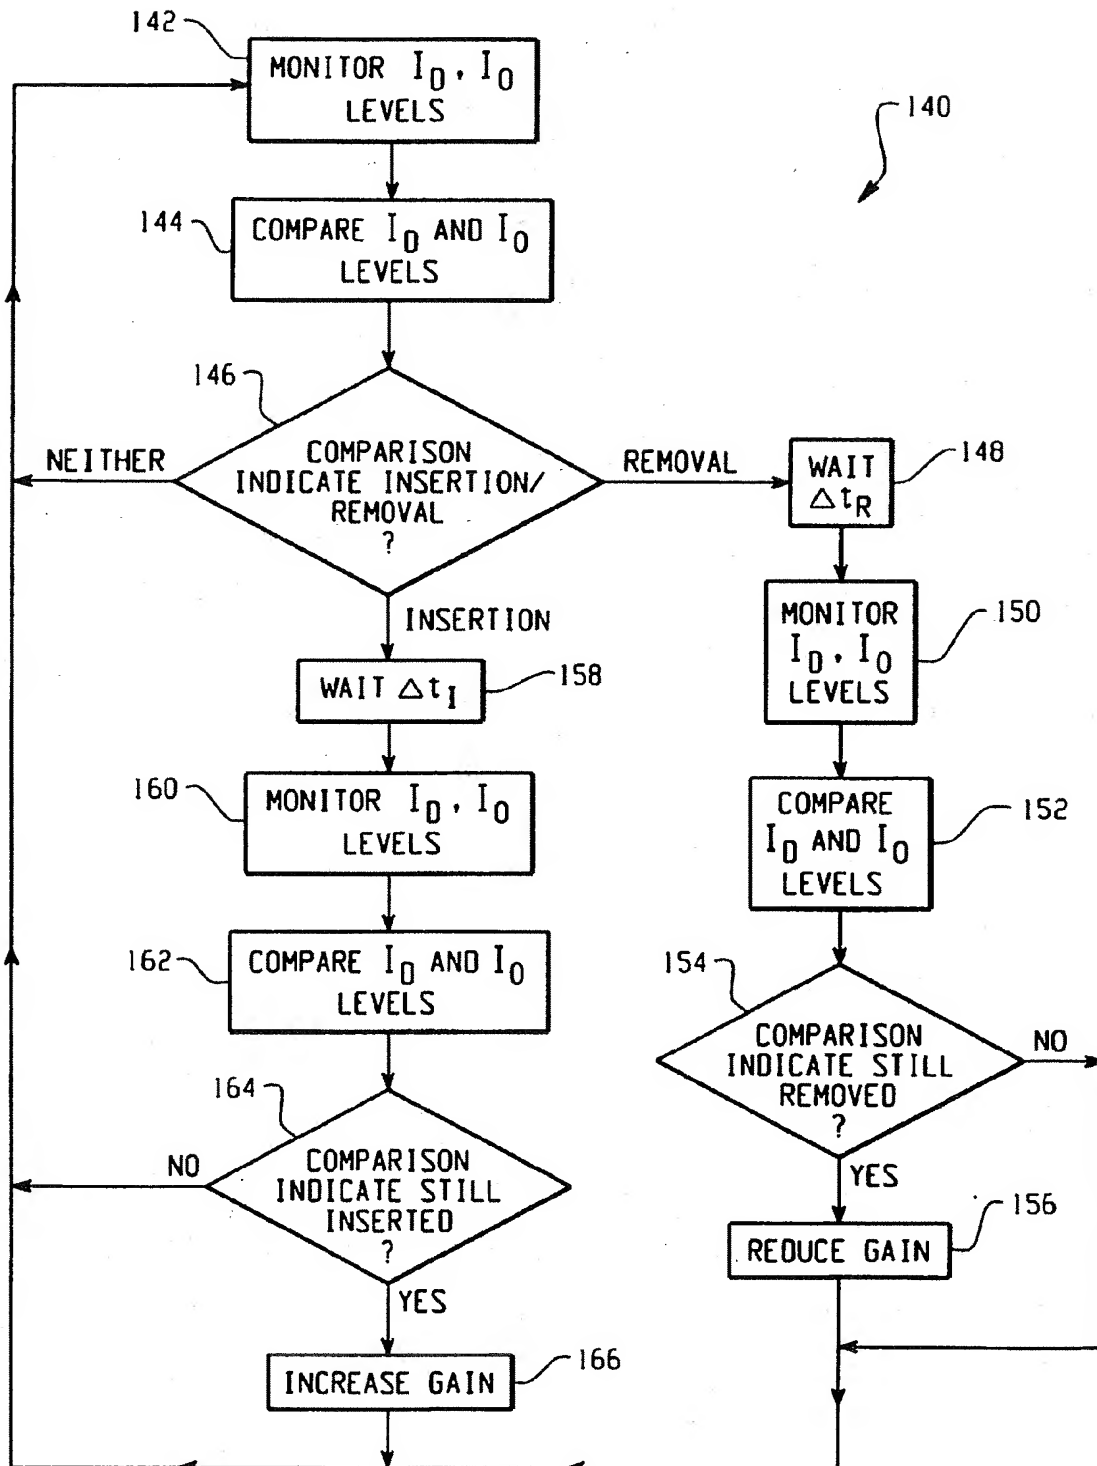 142
MONITOR I_D, I_O
LEVELS
140
144
COMPARE I_D AND I_O
LEVELS
146
COMPARISON
INDICATE INSERTION/
REMOVAL
?
NEITHER
REMOVAL
WAIT
Δt_R
148
INSERTION
MONITOR
I_D, I_O
LEVELS
150
WAIT Δt_I
158
160
MONITOR I_D, I_O
LEVELS
COMPARE
I_D AND I_O
LEVELS
152
162
COMPARE I_D AND I_O
LEVELS
154
COMPARISON
INDICATE STILL
REMOVED
?
NO
YES
164
COMPARISON
INDICATE STILL
INSERTED
?
NO
YES
REDUCE GAIN
156
INCREASE GAIN
166